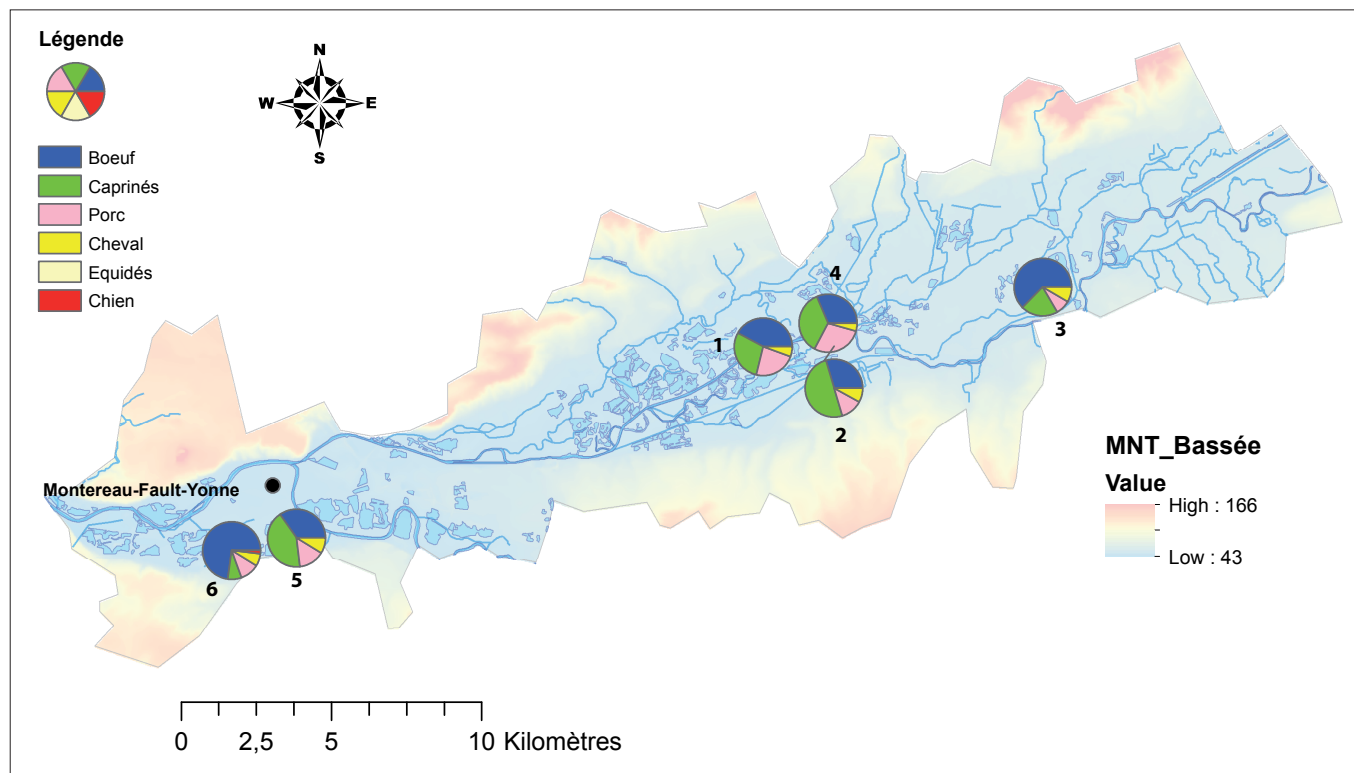 Légende
Boeuf
Caprinés
Porc
Cheval
Equidés
Chien
N
W E
S
4
1
3
2
Montereau-Fault-Yonne
6
5
MNT_Bassée
Value
High : 166
Low : 43
0 2,5 5 10 Kilomètres